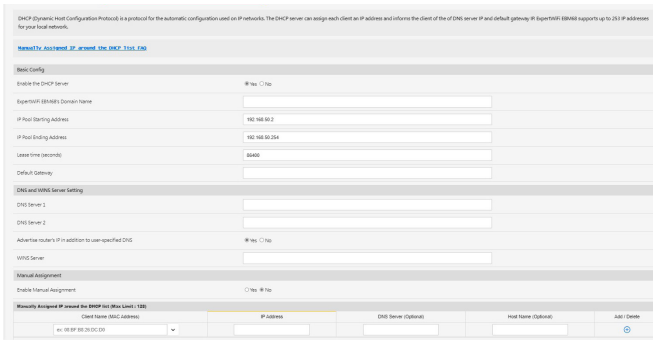 DHCP (Dynamic Host Configuration Protocol) is a protocol for the automatic configuration used on IP networks. The DHCP server can assign each client an IP address and informs the client of the of DNS server IP and default gateway IP. ExpertWiFi EBM68 supports up to 253 IP addresses
for your local network.
Manually Assigned IP around the DHCP list FAQ
Basic Config
Enable the DHCP Server Yes No
ExpertWiFi EBM68's Domain Name
IP Pool Starting Address 192.168.50.2
IP Pool Ending Address 192.168.50.254
Lease time (seconds) 86400
Default Gateway
DNS and WINS Server Setting
DNS Server 1
DNS Server 2
Advertise router's IP in addition to user-specified DNS Yes No
WINS Server
Manual Assignment
Enable Manual Assignment Yes No
Manually Assigned IP around the DHCP list (Max Limit : 128)
Client Name (MAC Address) IP Address DNS Server (Optional) Host Name (Optional) Add / Delete
ex: 08:BF:B8:26:DC:D0